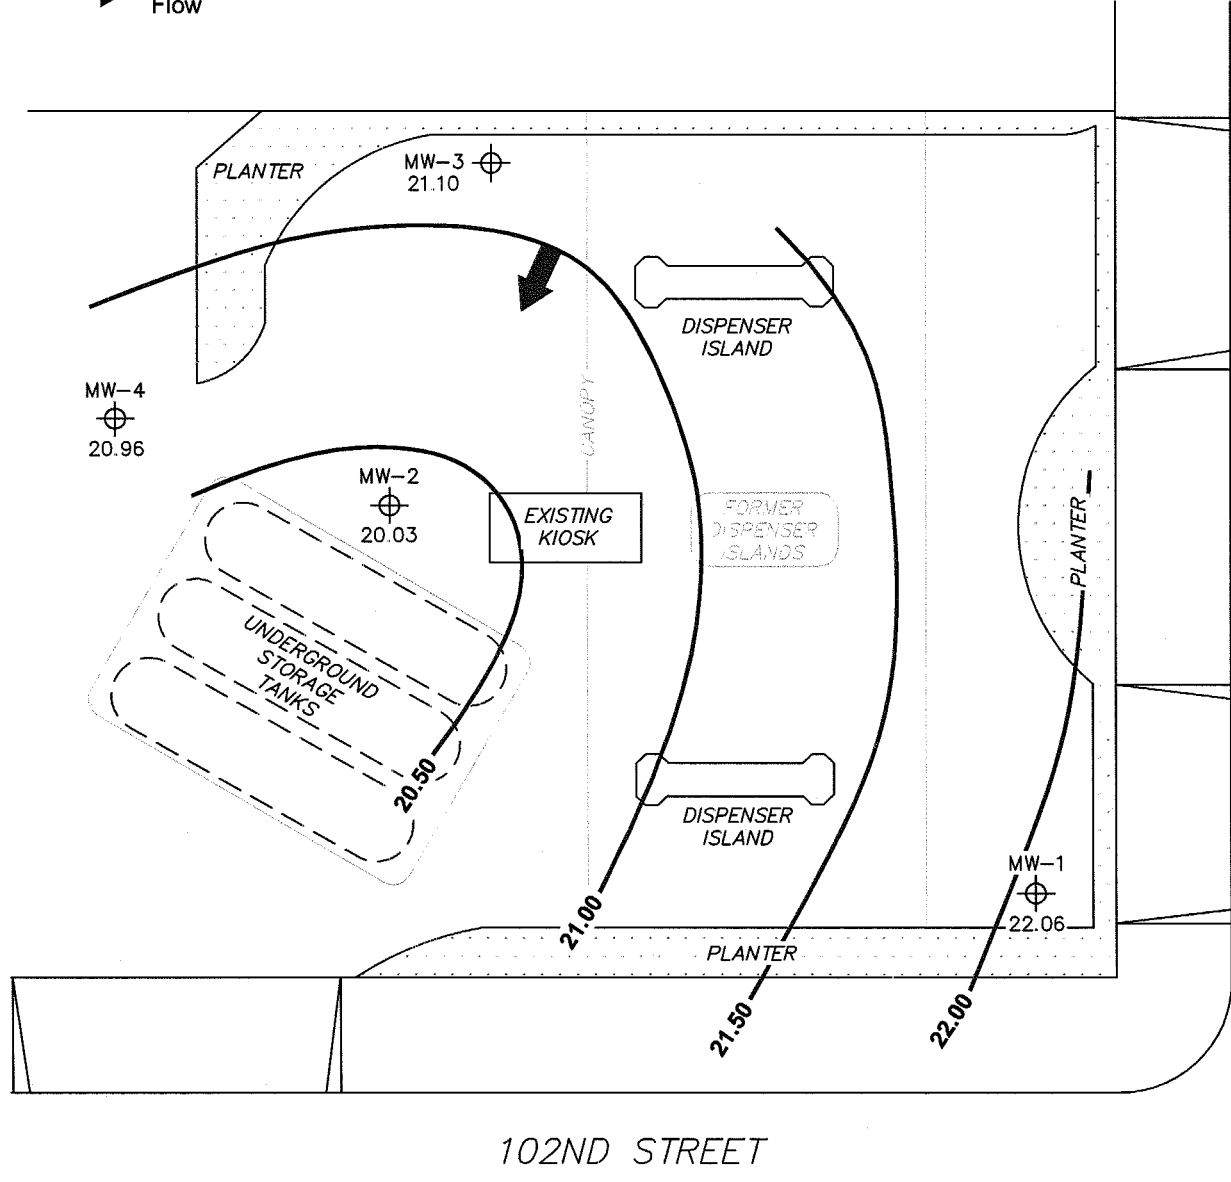 Flow
PLANTER
MW-3
21.10
DISPENSER
ISLAND
MW-4
20.96
CANOPY
MW-2
20.03
EXISTING
KIOSK
FORMER
DISPENSER
ISLANDS
PLANTER
UNDERGROUND
STORAGE
TANKS
20.50
DISPENSER
ISLAND
MW-1
22.06
21.00
PLANTER
21.50
22.00
102ND STREET